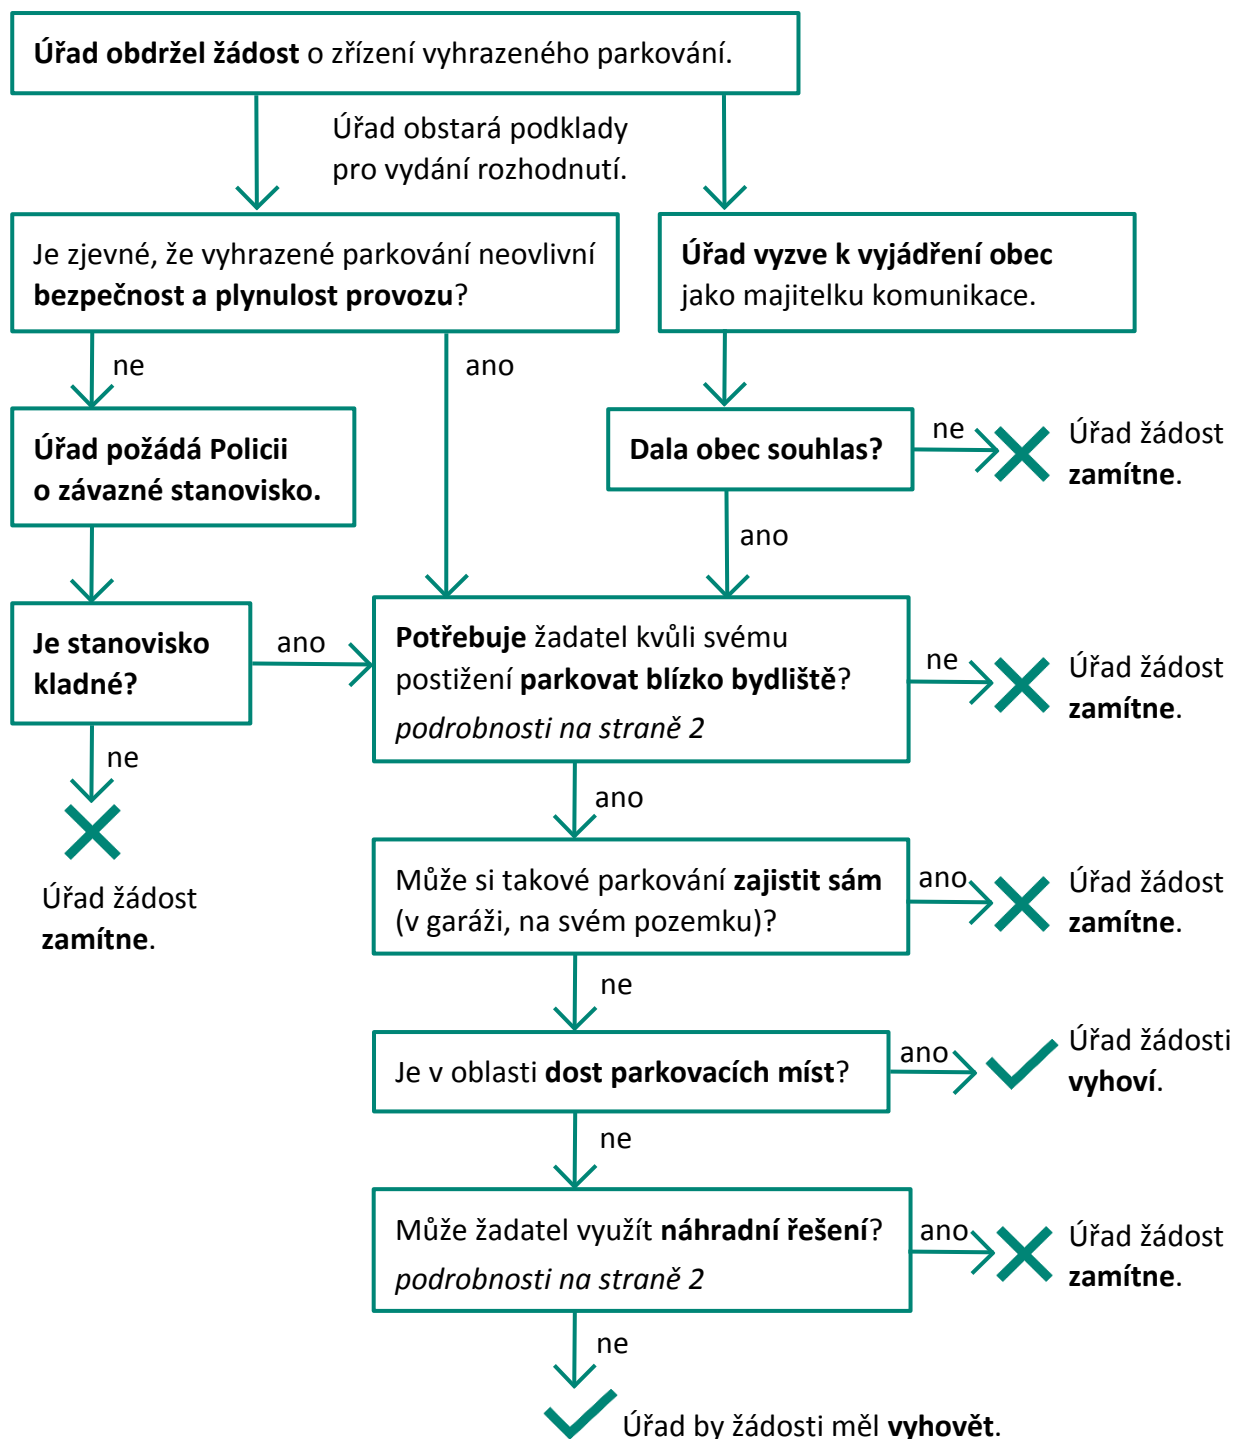 Úřad obdržel žádost o zřízení vyhrazeného parkování.
Úřad obstará podklady
pro vydání rozhodnutí.
Je zjevné, že vyhrazené parkování neovlivní
bezpečnost a plynulost provozu?
Úřad vyzve k vyjádření obec
jako majitelku komunikace.
ne
ano
Úřad požádá Policii
o závazné stanovisko.
Dala obec souhlas?
ne
Úřad žádost
zamítne.
ano
Je stanovisko
kladné?
ano
Potřebuje žadatel kvůli svému
postižení parkovat blízko bydliště?
podrobnosti na straně 2
ne
Úřad žádost
zamítne.
ne
Úřad žádost
zamítne.
ano
Může si takové parkování zajistit sám
(v garáži, na svém pozemku)?
ano
Úřad žádost
zamítne.
ne
Je v oblasti dost parkovacích míst?
ano
Úřad žádosti
vyhoví.
ne
Může žadatel využít náhradní řešení?
podrobnosti na straně 2
ano
Úřad žádost
zamítne.
ne
Úřad by žádosti měl vyhovět.